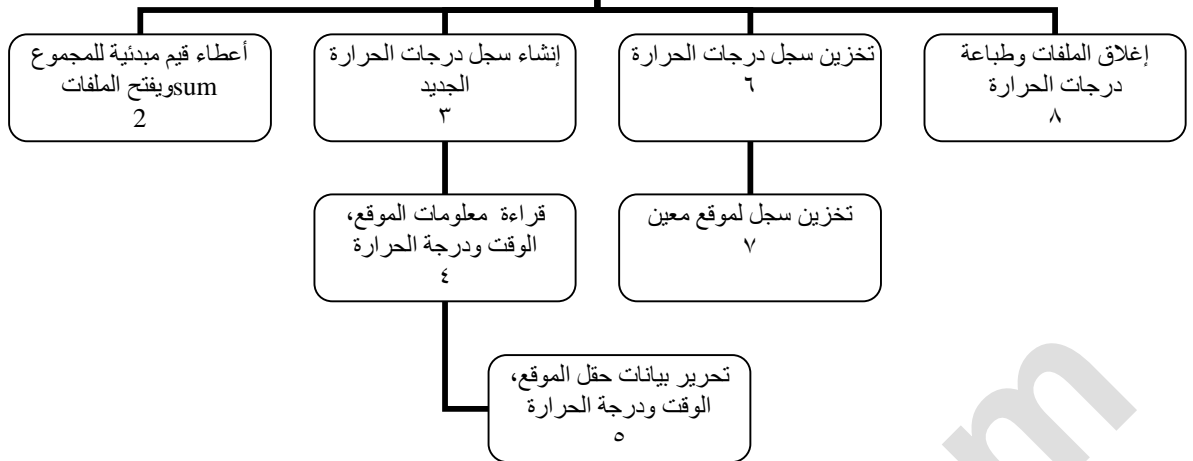 أعطاء قيم مبدئية للمجموع
sumويفتح الملفات
2
إنشاء سجل درجات الحرارة
الجديد
٣
تخزين سجل درجات الحرارة
٦
إغلاق الملفات وطباعة
درجات الحرارة
٨
قراءة معلومات الموقع،
الوقت ودرجة الحرارة
٤
تخزين سجل لموقع معين
٧
تحرير بيانات حقل الموقع،
الوقت ودرجة الحرارة
٥
m